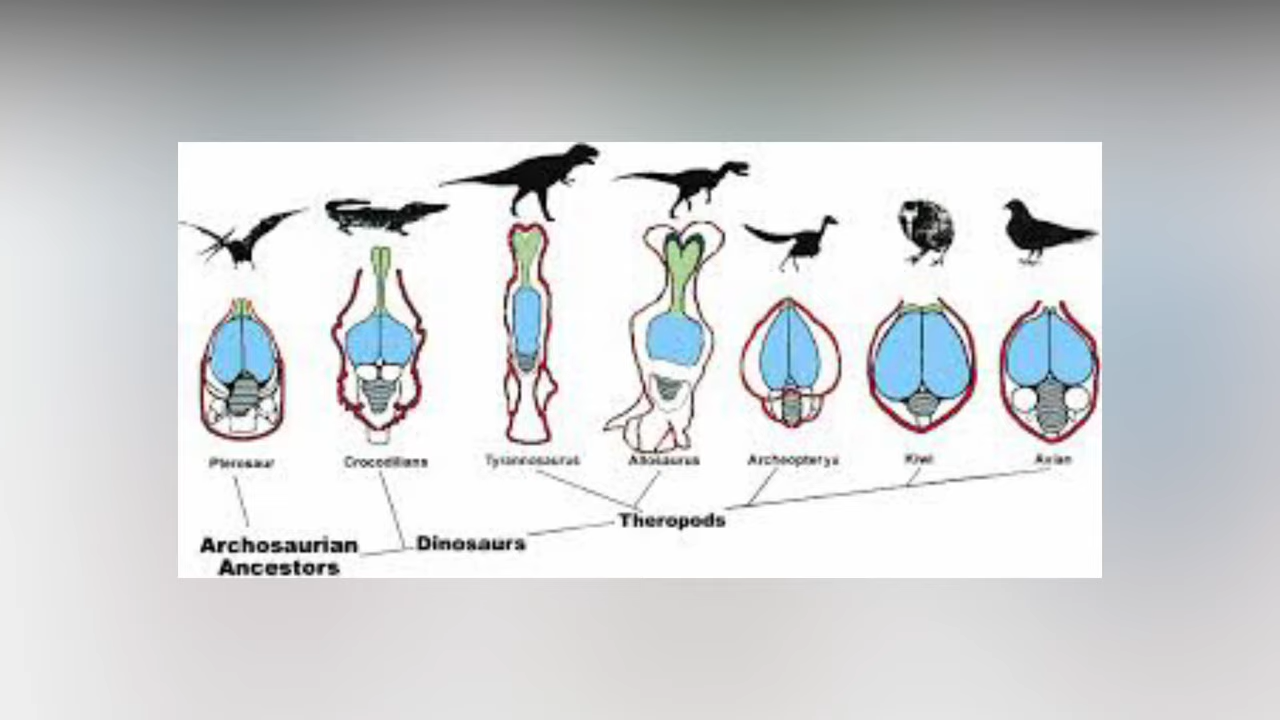 Pterosaur Crocodilians Tyrannosaurus Allosaurus Archeopteryx Kiwi Avian
Theropods
Archosaurian Dinosaurs
Ancestors